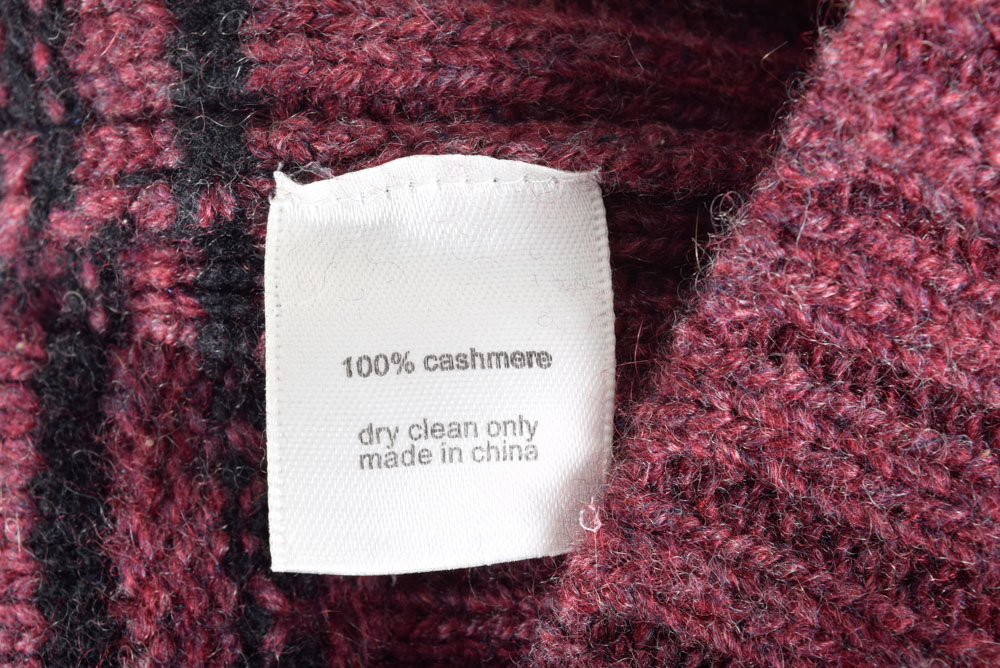 100% cashmere
dry clean only
made in china